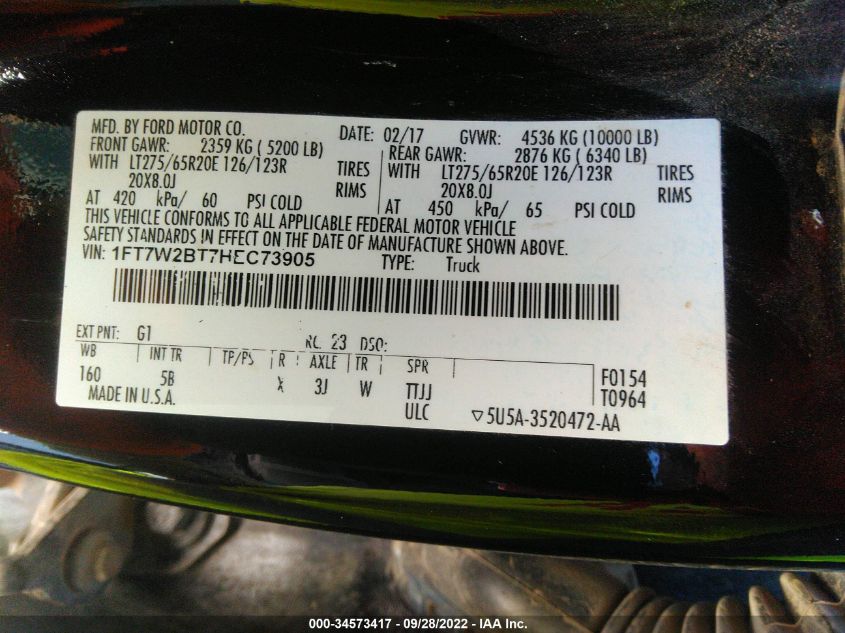 MFD. BY FORD MOTOR CO. DATE: 02/17 GVWR: 4536 KG (10000 LB)
FRONT GAWR: 2359 KG ( 5200 LB) REAR GAWR: 2876 KG ( 6340 LB)
WITH LT275/65R20E 126/123R TIRES WITH LT275/65R20E 126/123R TIRES
20X8.0J RIMS 20X8.0J RIMS
AT 420 kPa/ 60 PSI COLD AT 450 kPa/ 65 PSI COLD
THIS VEHICLE CONFORMS TO ALL APPLICABLE FEDERAL MOTOR VEHICLE
SAFETY STANDARDS IN EFFECT ON THE DATE OF MANUFACTURE SHOWN ABOVE.
VIN: 1FT7W2BT7HEC73905 TYPE: Truck
EXT PNT: G1 RC: 23 DSO:
WB INT TR TP/PS R AXLE TR SPR
160 5B X 3J W TTJJ F0154
MADE IN U.S.A. ULC T0964
▽5U5A-3520472-AA
000-34573417 - 09/28/2022 - IAA Inc.